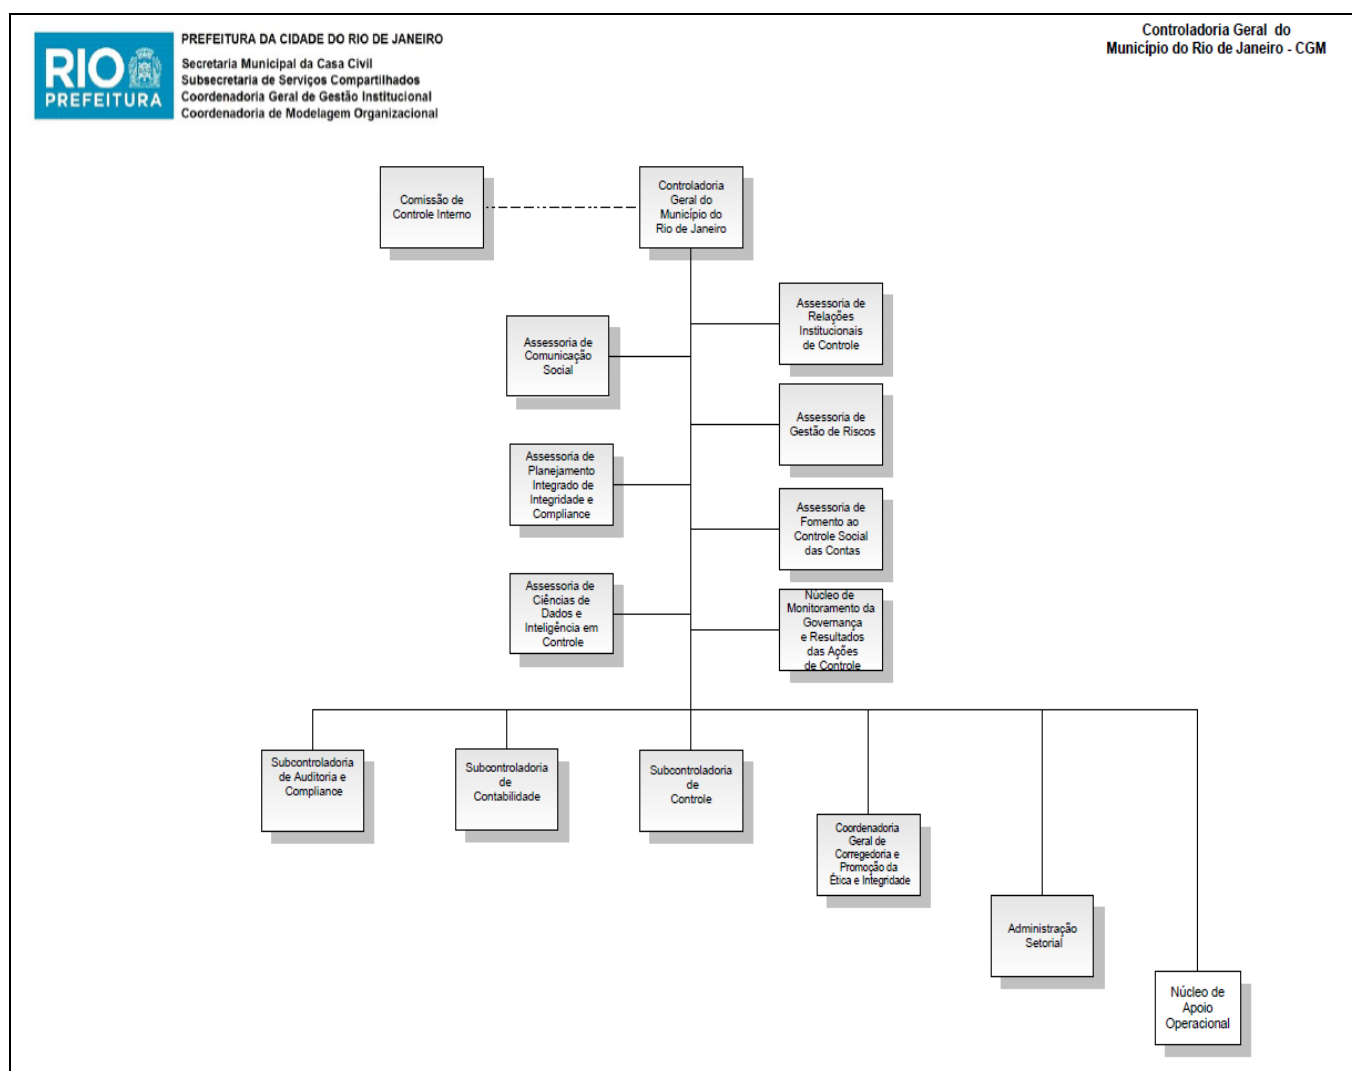 RIO
PREFEITURA
PREFEITURA DA CIDADE DO RIO DE JANEIRO
Secretaria Municipal da Casa Civil
Subsecretaria de Serviços Compartilhados
Coordenadoria Geral de Gestão Institucional
Coordenadoria de Modelagem Organizacional
Controladoria Geral do
Município do Rio de Janeiro - CGM
Comissão de
Controle Interno
Controladoria
Geral do
Município do
Rio de Janeiro
Assessoria de
Relações
Institucionais
de Controle
Assessoria de
Comunicação
Social
Assessoria de
Gestão de Riscos
Assessoria de
Planejamento
Integrado de
Integridade e
Compliance
Assessoria de
Fomento ao
Controle Social
das Contas
Assessoria de
Ciências de
Dados e
Inteligência em
Controle
Núcleo de
Monitoramento da
Governança
e Resultados
das Ações
de Controle
Subcontroladoria
de Auditoria e
Compliance
Subcontroladoria
de
Contabilidade
Subcontroladoria
de
Controle
Coordenadoria
Geral de
Corregedoria e
Promoção da
Ética e Integridade
Administração
Setorial
Núcleo de
Apoio
Operacional